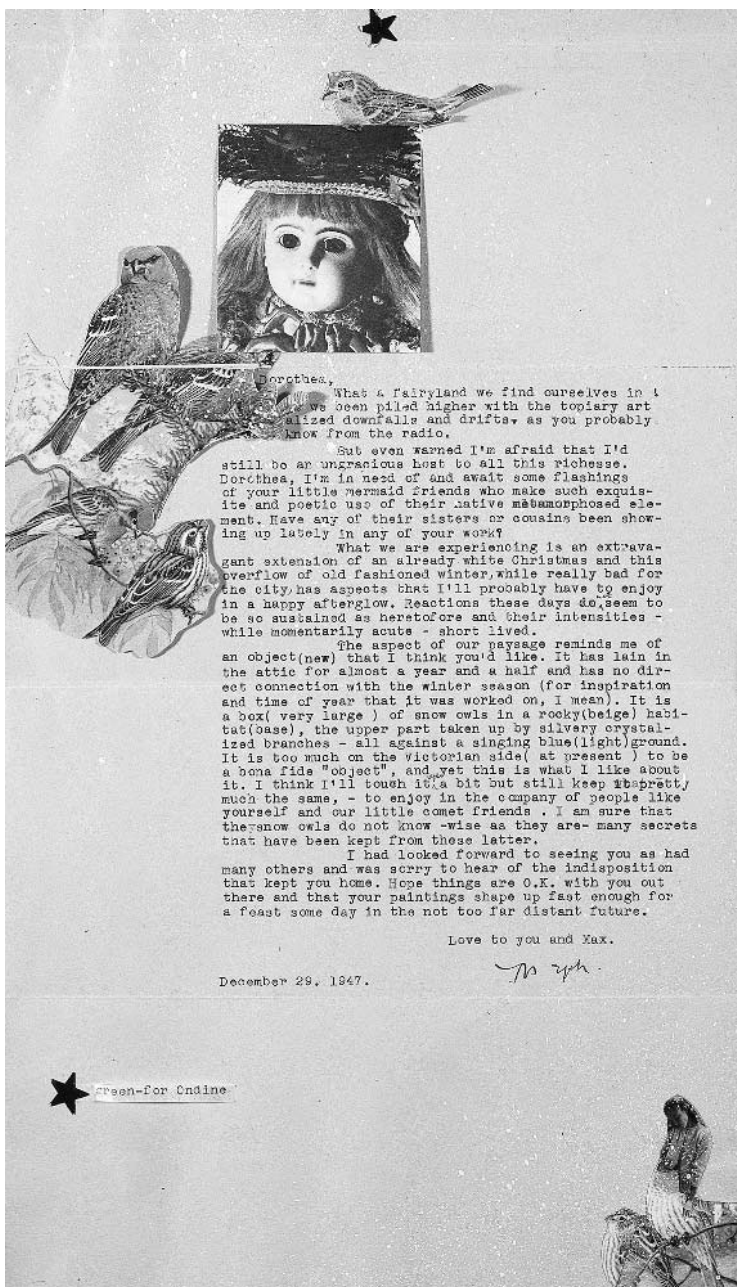 Dorothea,
What a fairyland we find ourselves in !
we been piled higher with the topiary art
alized downfalls and drifts, as you probably
know from the radio.
But even warned I'm afraid that I'd
still be an ungracious host to all this richesse.
Dorothea, I'm in need of and await some flashings
of your little mermaid friends who make such exquis-
ite and poetic use of their native metamorphosed ele-
ment. Have any of their sisters or cousins been show-
ing up lately in any of your work?
What we are experiencing is an extrava-
gant extension of an already white Christmas and this
overflow of old fashioned winter,while really bad for
the city,has aspects that I'll probably have to enjoy
in a happy afterglow. Reactions these days do seem to
be so sustained as heretofore and their intensities -
while momentarily acute - short lived.
The aspect of our paysage reminds me of
an object(new) that I think you'd like. It has lain in
the attic for almost a year and a half and has no dir-
ect connection with the winter season (for inspiration
and time of year that it was worked on, I mean). It is
a box( very large ) of snow owls in a rocky(beige) habi-
tat(base), the upper part taken up by silvery crystal-
ized branches - all against a singing blue(light)ground.
It is too much on the Victorian side( at present ) to be
a bona fide "object", and yet this is what I like about
it. I think I'll touch it a bit but still keep it pretty
much the same, - to enjoy in the company of people like
yourself and our little comet friends . I am sure that
the snow owls do not know -wise as they are- many secrets
that have been kept from these latter.
I had looked forward to seeing you as had
many others and was sorry to hear of the indisposition
that kept you home. Hope things are O.K. with you out
there and that your paintings shape up fast enough for
a feast some day in the not too far distant future.
Love to you and Max.
December 29, 1947.
green-for Ondine